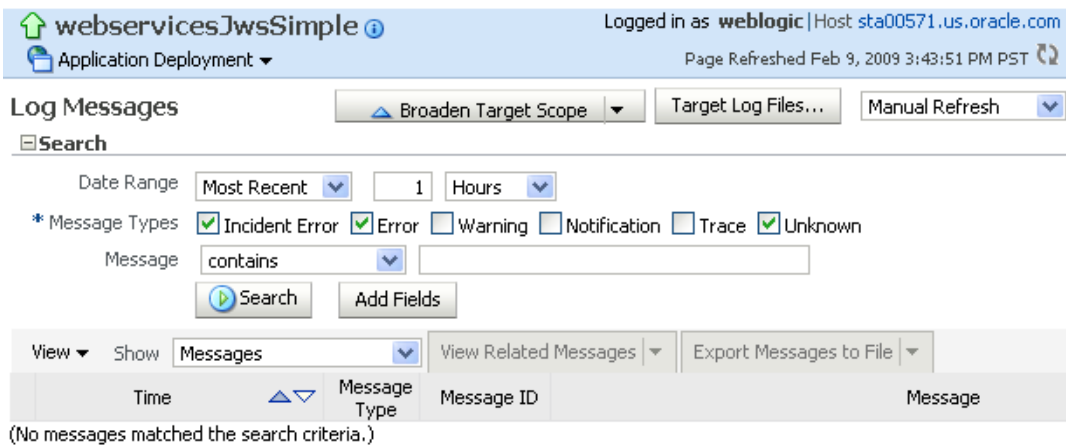 webservicesJwsSimple
Logged in as weblogic|Host sta00571.us.oracle.com
Application Deployment
Page Refreshed Feb 9, 2009 3:43:51 PM PST
Log Messages
Broaden Target Scope
Target Log Files...
Manual Refresh
Search
Date Range Most Recent 1 Hours
* Message Types Incident Error Error Warning Notification Trace Unknown
Message contains
Search Add Fields
View Show Messages View Related Messages Export Messages to File
Time Message Type Message ID Message
(No messages matched the search criteria.)